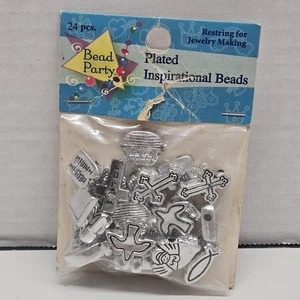 24 pcs.
Restring for
Jewelry Making
Bead
Party
Plated
Inspirational Beads